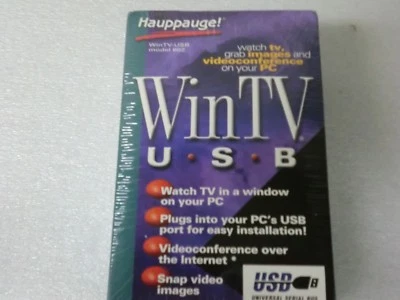 Hauppauge!
WinTV-USB
model
watch tv,
grab images and
videoconference
on your PC
WinTV
U·S·B
Watch TV in a window
on your PC
Plugs into your PC's USB
port for easy installation!
Videoconference over
the Internet *
Snap video
images
USB
UNIVERSAL SERIAL BUS